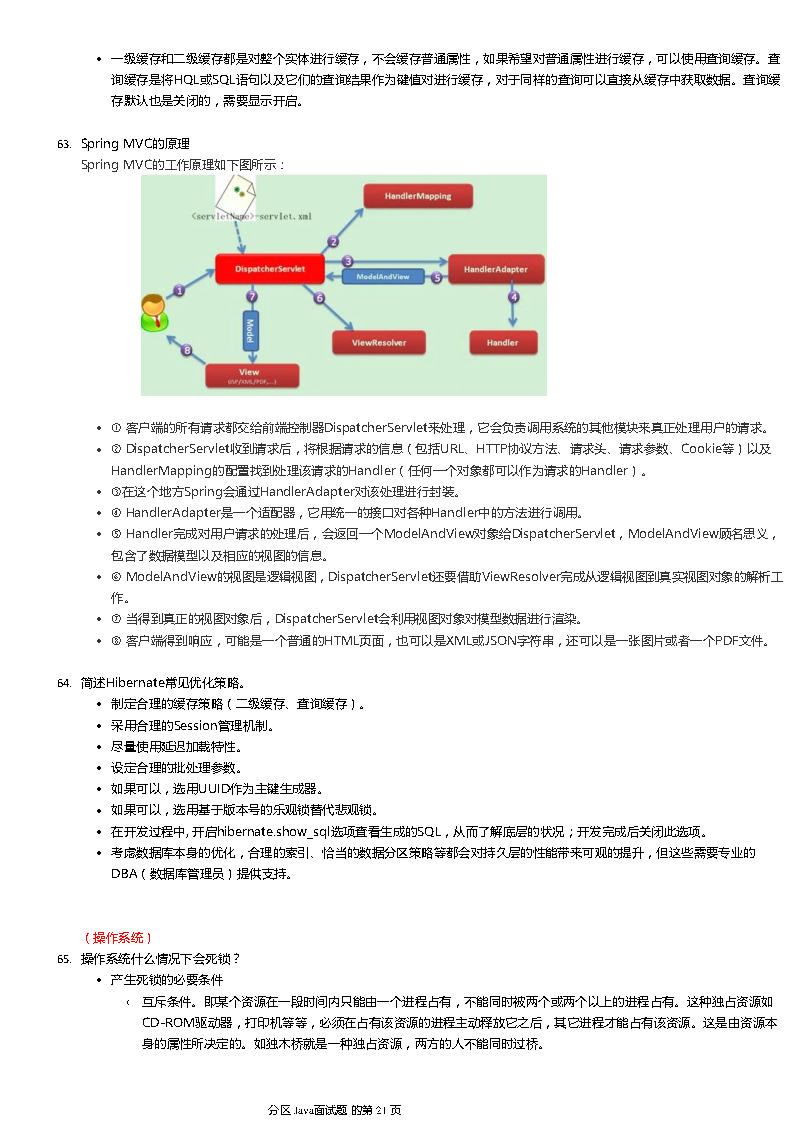 • 一级缓存和二级缓存都是对整个实体进行缓存，不会缓存普通属性，如果希望对普通属性进行缓存，可以使用查询缓存。查
询缓存是将HQL或SQL语句以及它们的查询结果作为键值对进行缓存，对于同样的查询可以直接从缓存中获取数据。查询缓
存默认也是关闭的，需要显示开启。
63. Spring MVC的原理
Spring MVC的工作原理如下图所示：
<servletName>-servlet.xml
HandlerMapping
2
3
DispatcherServlet
ModelAndView
5
HandlerAdapter
1
7
6
4
Model
ViewResolver
Handler
8
View
(JSP/XML/PDF,...)
• ① 客户端的所有请求都交给前端控制器DispatcherServlet来处理，它会负责调用系统的其他模块来真正处理用户的请求。
• ② DispatcherServlet收到请求后，将根据请求的信息（包括URL、HTTP协议方法、请求头、请求参数、Cookie等）以及
HandlerMapping的配置找到处理该请求的Handler（任何一个对象都可以作为请求的Handler）。
• ③在这个地方Spring会通过HandlerAdapter对该处理进行封装。
• ④ HandlerAdapter是一个适配器，它用统一的接口对各种Handler中的方法进行调用。
• ⑤ Handler完成对用户请求的处理后，会返回一个ModelAndView对象给DispatcherServlet，ModelAndView顾名思义，
包含了数据模型以及相应的视图的信息。
• ⑥ ModelAndView的视图是逻辑视图，DispatcherServlet还要借助ViewResolver完成从逻辑视图到真实视图对象的解析工
作。
• ⑦ 当得到真正的视图对象后，DispatcherServlet会利用视图对象对模型数据进行渲染。
• ⑧ 客户端得到响应，可能是一个普通的HTML页面，也可以是XML或JSON字符串，还可以是一张图片或者一个PDF文件。
64. 简述Hibernate常见优化策略。
• 制定合理的缓存策略（二级缓存、查询缓存）。
• 采用合理的Session管理机制。
• 尽量使用延迟加载特性。
• 设定合理的批处理参数。
• 如果可以，选用UUID作为主键生成器。
• 如果可以，选用基于版本号的乐观锁替代悲观锁。
• 在开发过程中, 开启hibernate.show_sql选项查看生成的SQL，从而了解底层的状况；开发完成后关闭此选项。
• 考虑数据库本身的优化，合理的索引、恰当的数据分区策略等都会对持久层的性能带来可观的提升，但这些需要专业的
DBA（数据库管理员）提供支持。
（操作系统）
65. 操作系统什么情况下会死锁？
• 产生死锁的必要条件
‹ 互斥条件。即某个资源在一段时间内只能由一个进程占有，不能同时被两个或两个以上的进程占有。这种独占资源如
CD-ROM驱动器，打印机等等，必须在占有该资源的进程主动释放它之后，其它进程才能占有该资源。这是由资源本
身的属性所决定的。如独木桥就是一种独占资源，两方的人不能同时过桥。
分区 Java面试题 的第 21 页